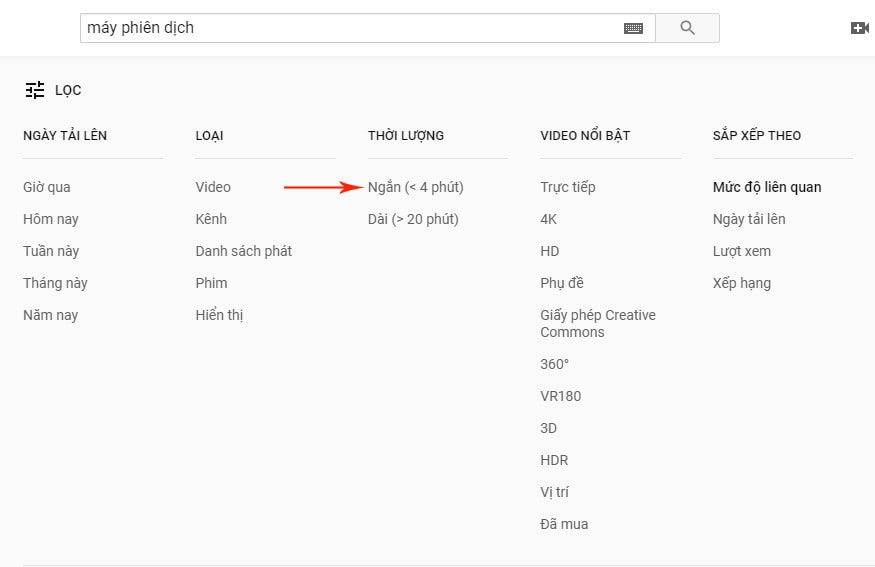 máy phiên dịch
LỌC
NGÀY TẢI LÊN
Giờ qua
Hôm nay
Tuần này
Tháng này
Năm nay
LOẠI
Video
Kênh
Danh sách phát
Phim
Hiển thị
THỜI LƯỢNG
Ngắn (< 4 phút)
Dài (> 20 phút)
VIDEO NỔI BẬT
Trực tiếp
4K
HD
Phụ đề
Giấy phép Creative
Commons
360°
VR180
3D
HDR
Vị trí
Đã mua
SẮP XẾP THEO
Mức độ liên quan
Ngày tải lên
Lượt xem
Xếp hạng